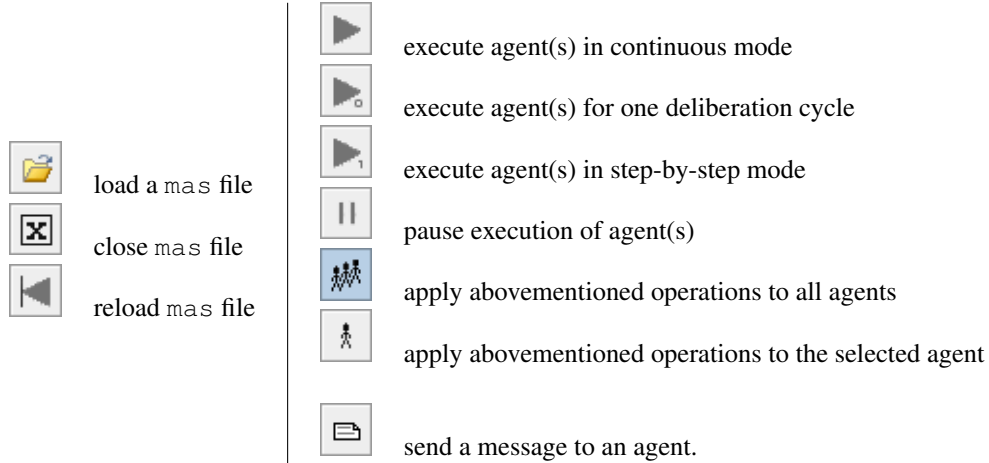 load a mas file
close mas file
reload mas file
execute agent(s) in continuous mode
execute agent(s) for one deliberation cycle
execute agent(s) in step-by-step mode
pause execution of agent(s)
apply abovementioned operations to all agents
apply abovementioned operations to the selected agent
send a message to an agent.